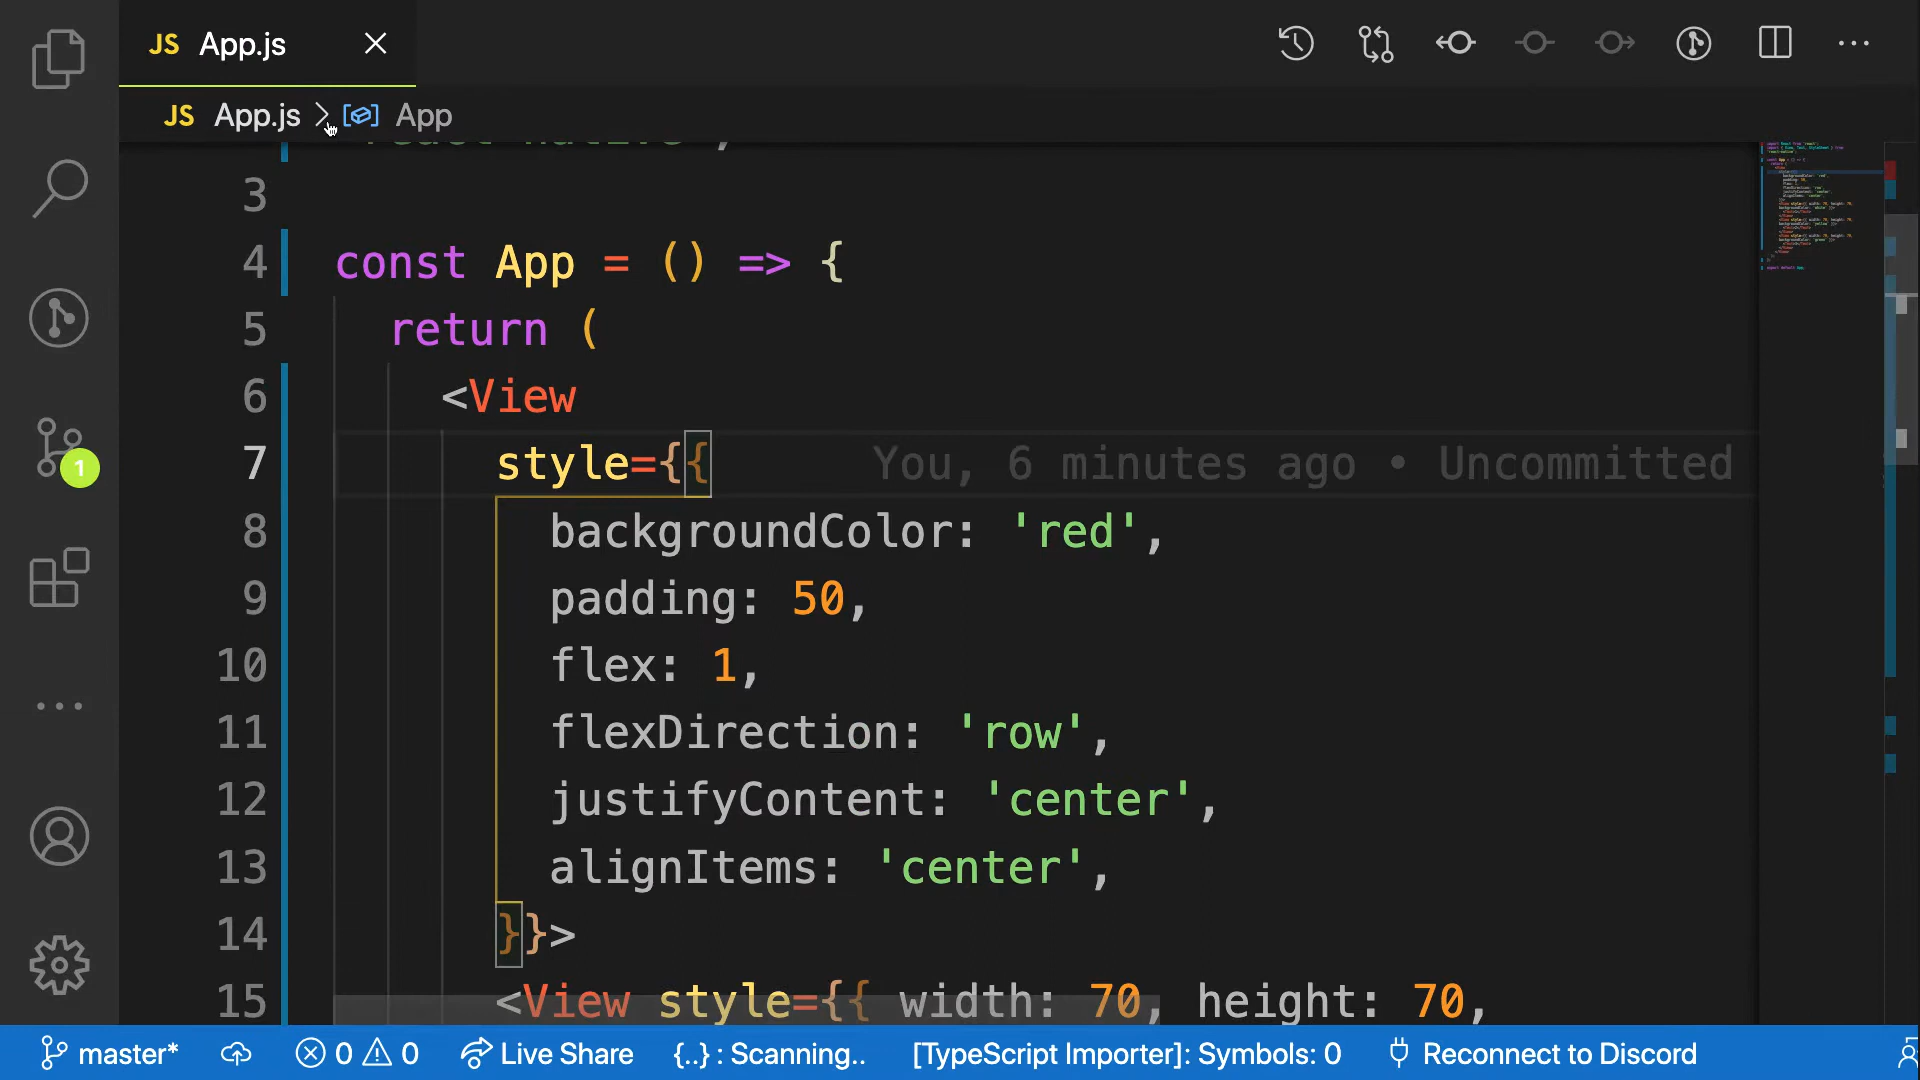 JS App.js
JS App.js > App
'react-native';
3
4 const App = () => {
5 return (
6 <View
7 style={{ You, 6 minutes ago • Uncommitted
8 backgroundColor: 'red',
9 padding: 50,
10 flex: 1,
11 flexDirection: 'row',
12 justifyContent: 'center',
13 alignItems: 'center',
14 }}>
15 <View style={{ width: 70, height: 70,
1
master* 0 0 Live Share {..} : Scanning.. [TypeScript Importer]: Symbols: 0 Reconnect to Discord